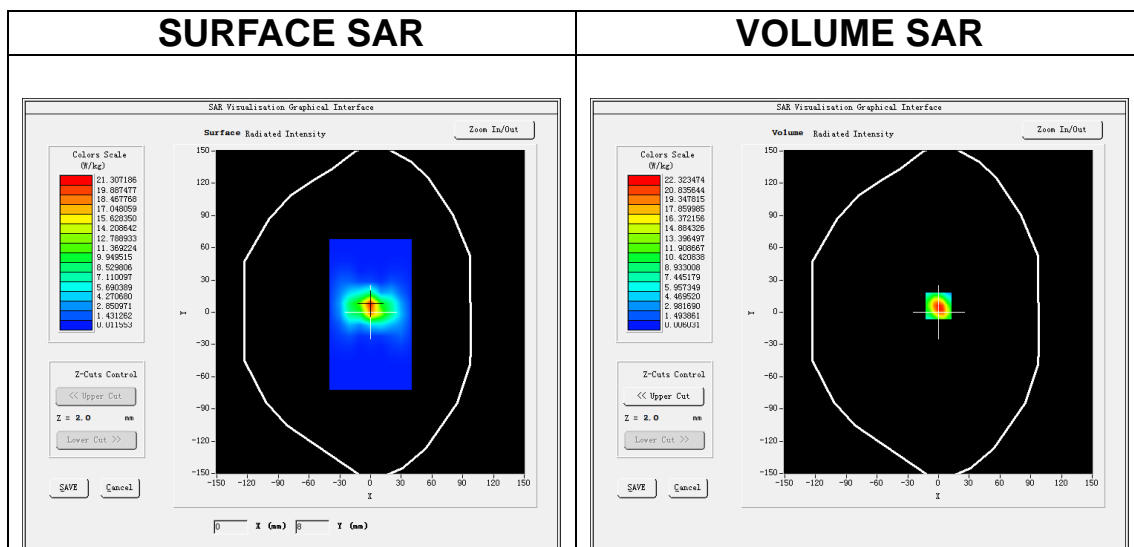 SURFACE SAR
VOLUME SAR
SAR Visualisation Graphical Interface
Surface Radiated Intensity
Zoom In/Out
Colors Scale
(W/kg)
21.307186
19.887477
18.467768
17.048059
15.628350
14.208642
12.788933
11.369224
9.949515
8.529806
7.110097
5.690389
4.270680
2.850971
1.431262
0.011553
Z-Cuts Control
<< Upper Cut
Z = 2.0 mm
Lower Cut >>
SAVE
Cancel
150
120
90
60
30
0
-30
-60
-90
-120
-150
Y
-150 -120 -90 -60 -30 0 30 60 90 120 150
X
0 X (mm) 8 Y (mm)
SAR Visualisation Graphical Interface
Volume Radiated Intensity
Zoom In/Out
Colors Scale
(W/kg)
22.323474
20.835644
19.347815
17.859985
16.372156
14.884326
13.396497
11.908667
10.420838
8.933008
7.445179
5.957349
4.469520
2.981690
1.493861
0.006031
Z-Cuts Control
<< Upper Cut
Z = 2.0 mm
Lower Cut >>
SAVE
Cancel
150
120
90
60
30
0
-30
-60
-90
-120
-150
Y
-150 -120 -90 -60 -30 0 30 60 90 120 150
X